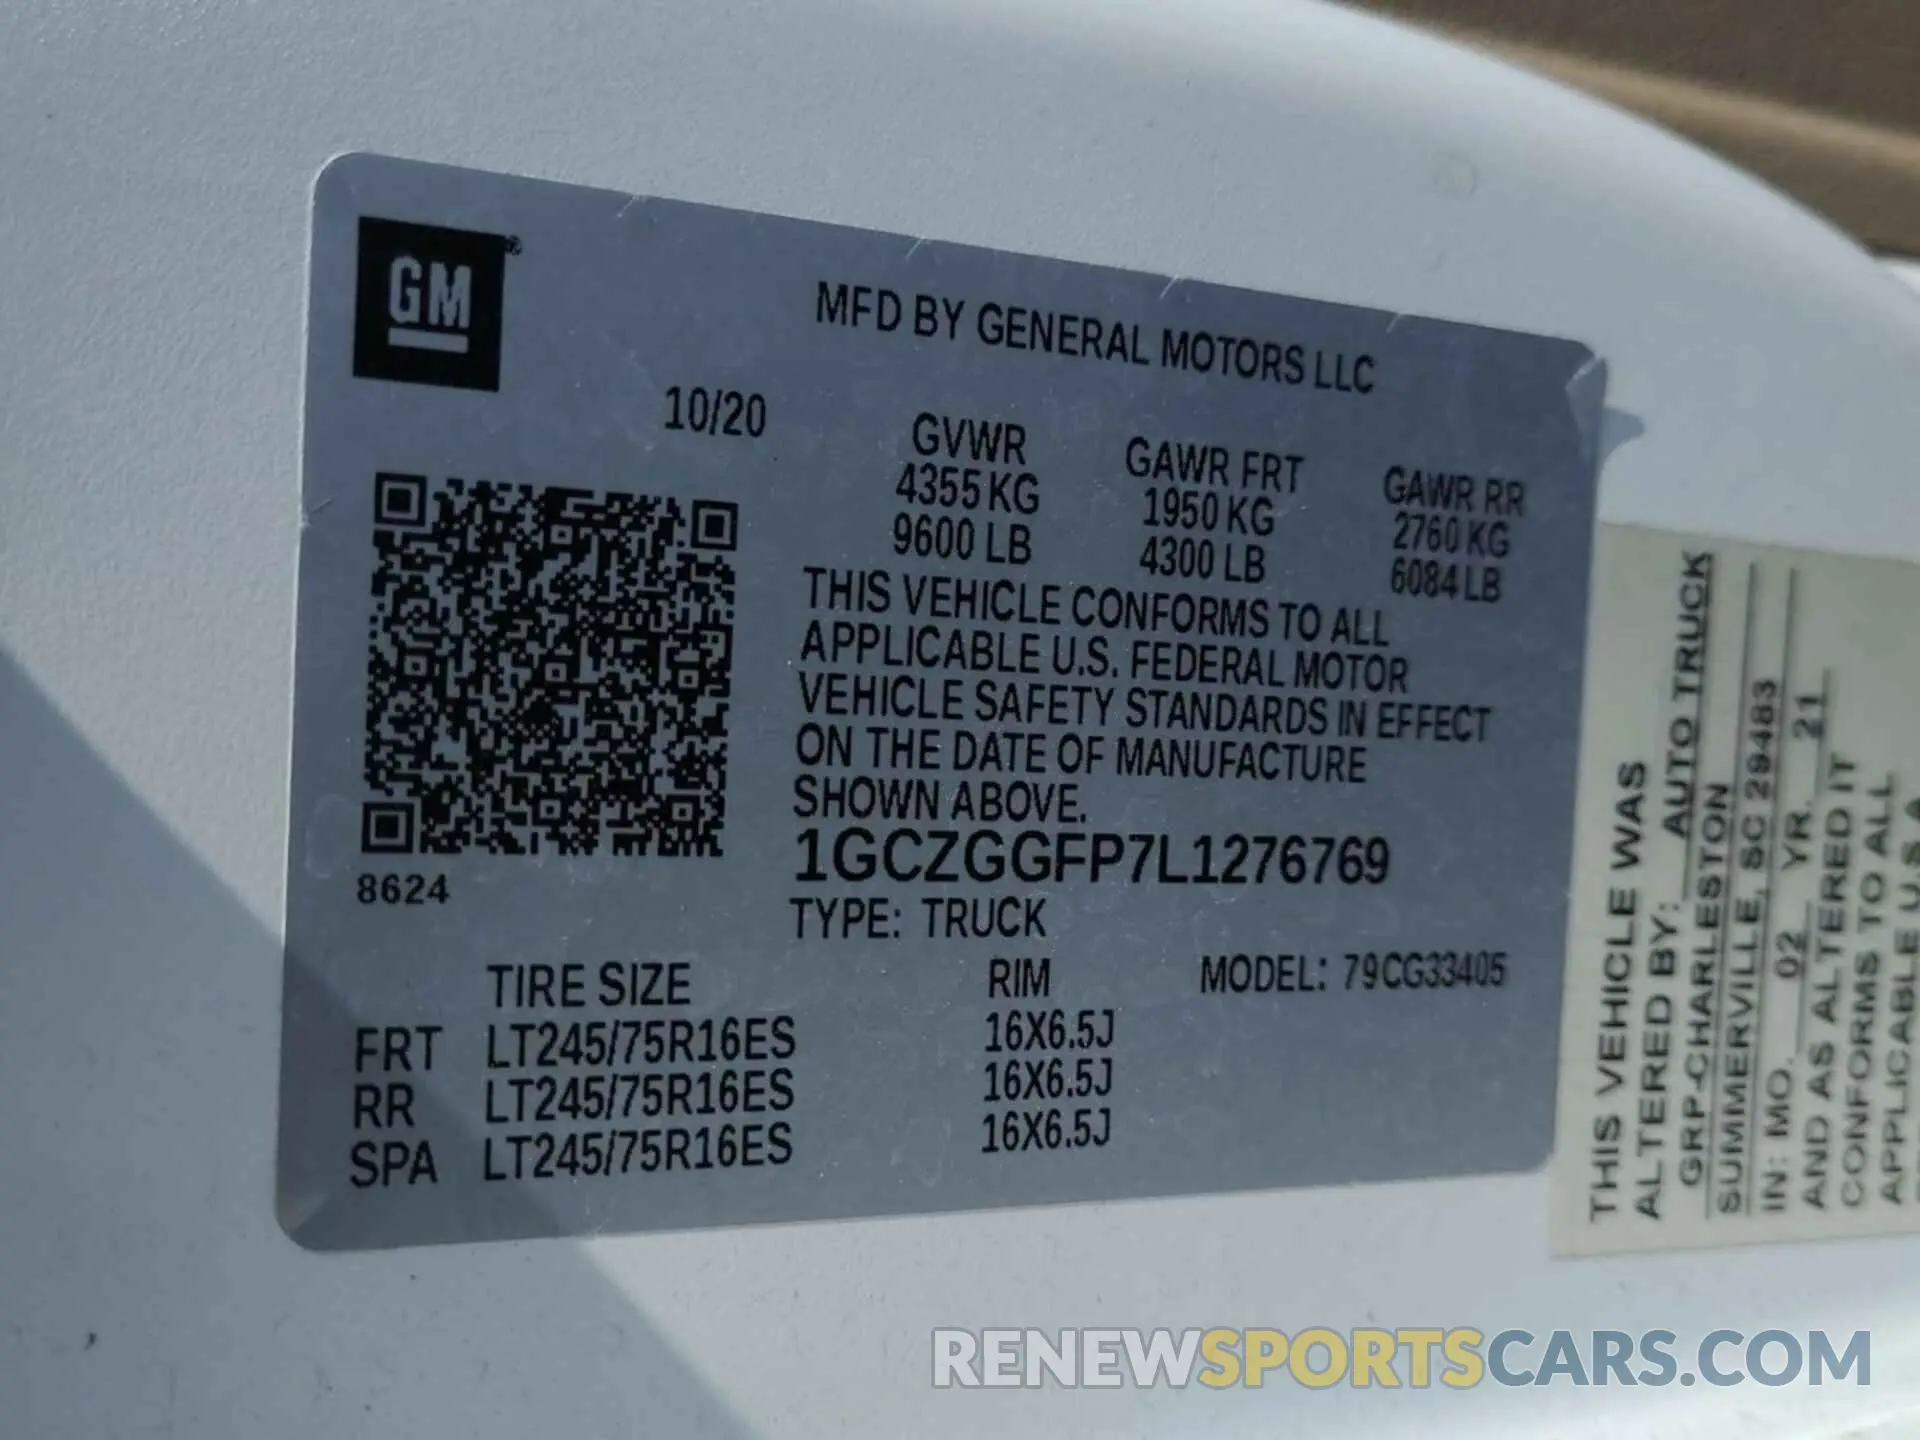 GM®
MFD BY GENERAL MOTORS LLC
10/20
GVWR GAWR FRT GAWR RR
4355 KG 1950 KG 2760 KG
9600 LB 4300 LB 6084 LB
THIS VEHICLE CONFORMS TO ALL
APPLICABLE U.S. FEDERAL MOTOR
VEHICLE SAFETY STANDARDS IN EFFECT
ON THE DATE OF MANUFACTURE
SHOWN ABOVE.
1GCZGGFP7L1276769
8624
TYPE: TRUCK
TIRE SIZE RIM MODEL: 79CG33405
FRT LT245/75R16ES 16X6.5J
RR LT245/75R16ES 16X6.5J
SPA LT245/75R16ES 16X6.5J
THIS VEHICLE WAS
ALTERED BY: AUTO TRUCK
GRP-CHARLESTON
SUMMERVILLE, SC 29483
IN: MO. 02 YR. 21
AND AS ALTERED IT
CONFORMS TO ALL
APPLICABLE U.S.A.
RENEWSPORTSCARS.COM